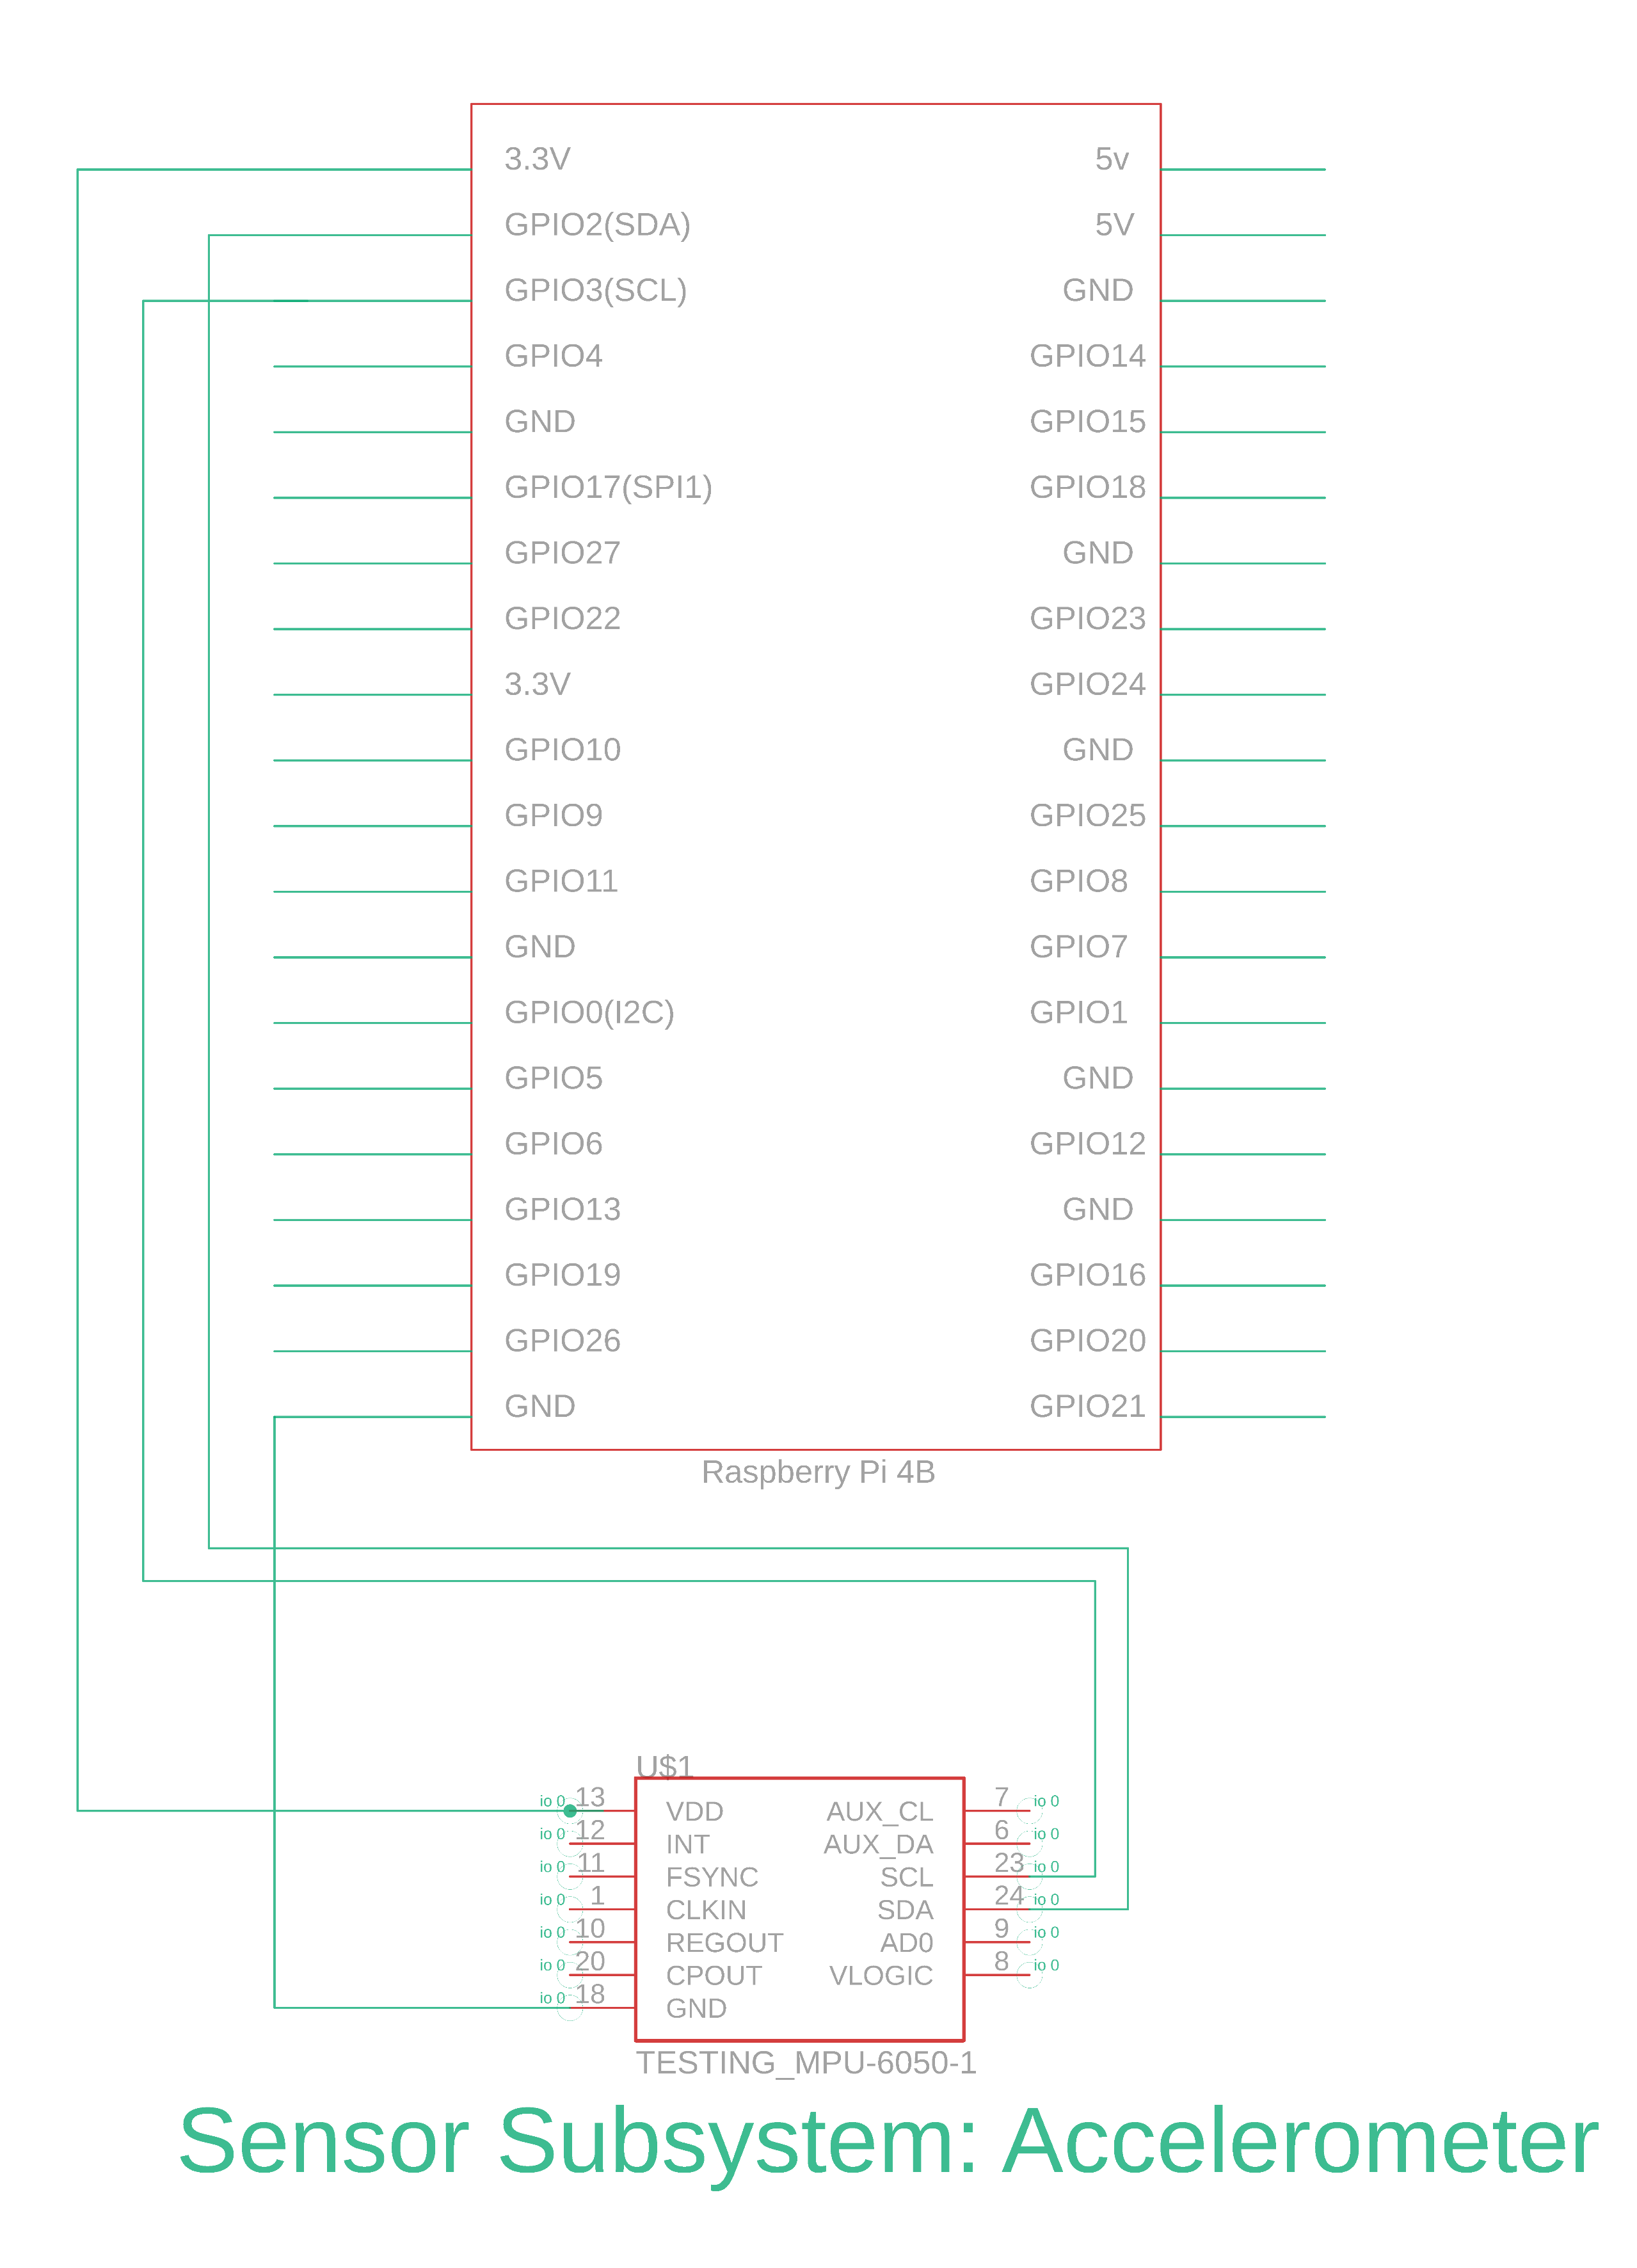 3.3V 5v
GPIO2(SDA) 5V
GPIO3(SCL) GND
GPIO4 GPIO14
GND GPIO15
GPIO17(SPI1) GPIO18
GPIO27 GND
GPIO22 GPIO23
3.3V GPIO24
GPIO10 GND
GPIO9 GPIO25
GPIO11 GPIO8
GND GPIO7
GPIO0(I2C) GPIO1
GPIO5 GND
GPIO6 GPIO12
GPIO13 GND
GPIO19 GPIO16
GPIO26 GPIO20
GND GPIO21
Raspberry Pi 4B
U$1
io 0 13 VDD AUX_CL 7 io 0
io 0 12 INT AUX_DA 6 io 0
io 0 11 FSYNC SCL 23 io 0
io 0 1 CLKIN SDA 24 io 0
io 0 10 REGOUT AD0 9 io 0
io 0 20 CPOUT VLOGIC 8 io 0
io 0 18 GND
TESTING_MPU-6050-1
Sensor Subsystem: Accelerometer